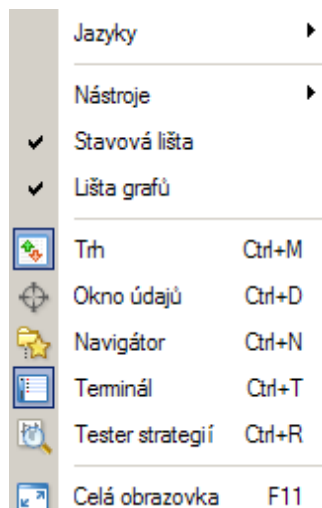 Jazyky
Nástroje
Stavová lišta
Lišta grafů
Trh Ctrl+M
Okno údajů Ctrl+D
Navigátor Ctrl+N
Terminál Ctrl+T
Tester strategií Ctrl+R
Celá obrazovka F11